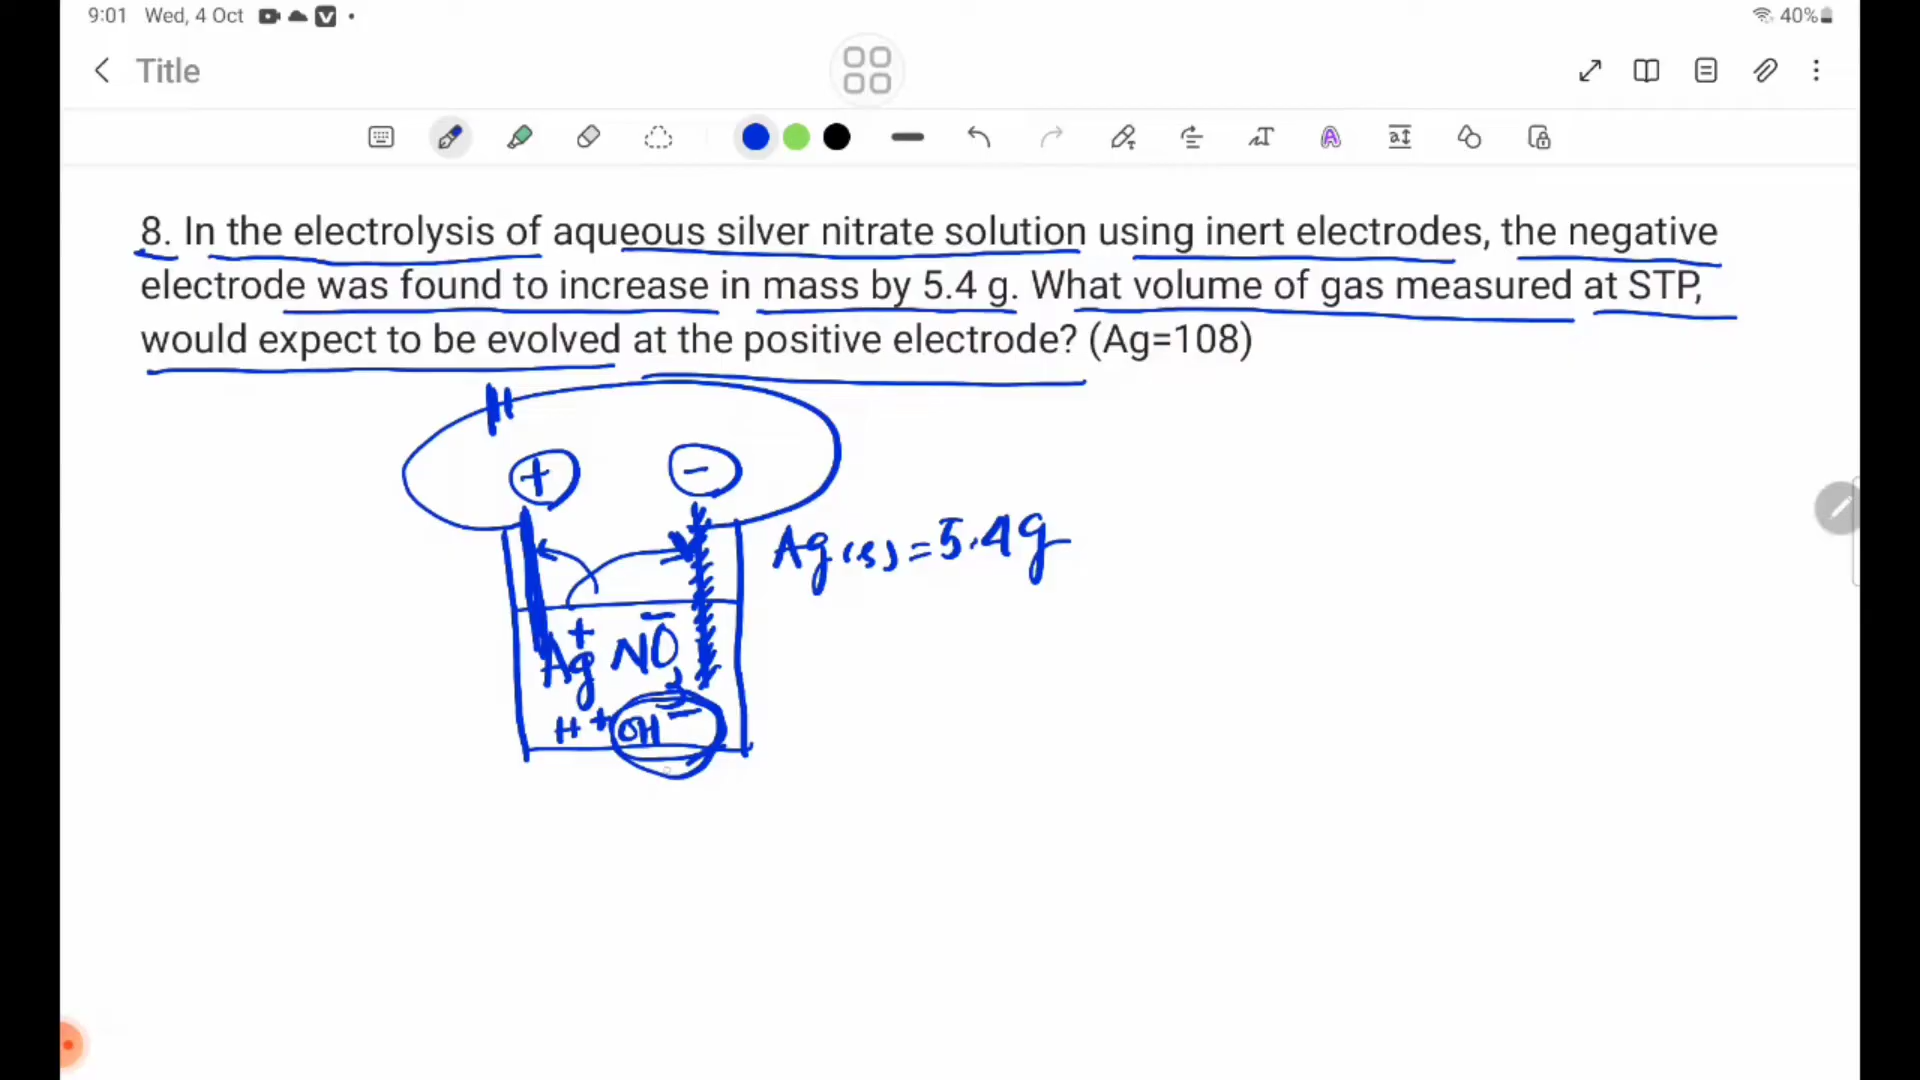 9:01 Wed, 4 Oct V 40%
Title
8. In the electrolysis of aqueous silver nitrate solution using inert electrodes, the negative
electrode was found to increase in mass by 5.4 g. What volume of gas measured at STP,
would expect to be evolved at the positive electrode? (Ag=108)
+ -
Ag(s) = 5.4g
Ag⁺ NO₃⁻
H⁺ OH⁻